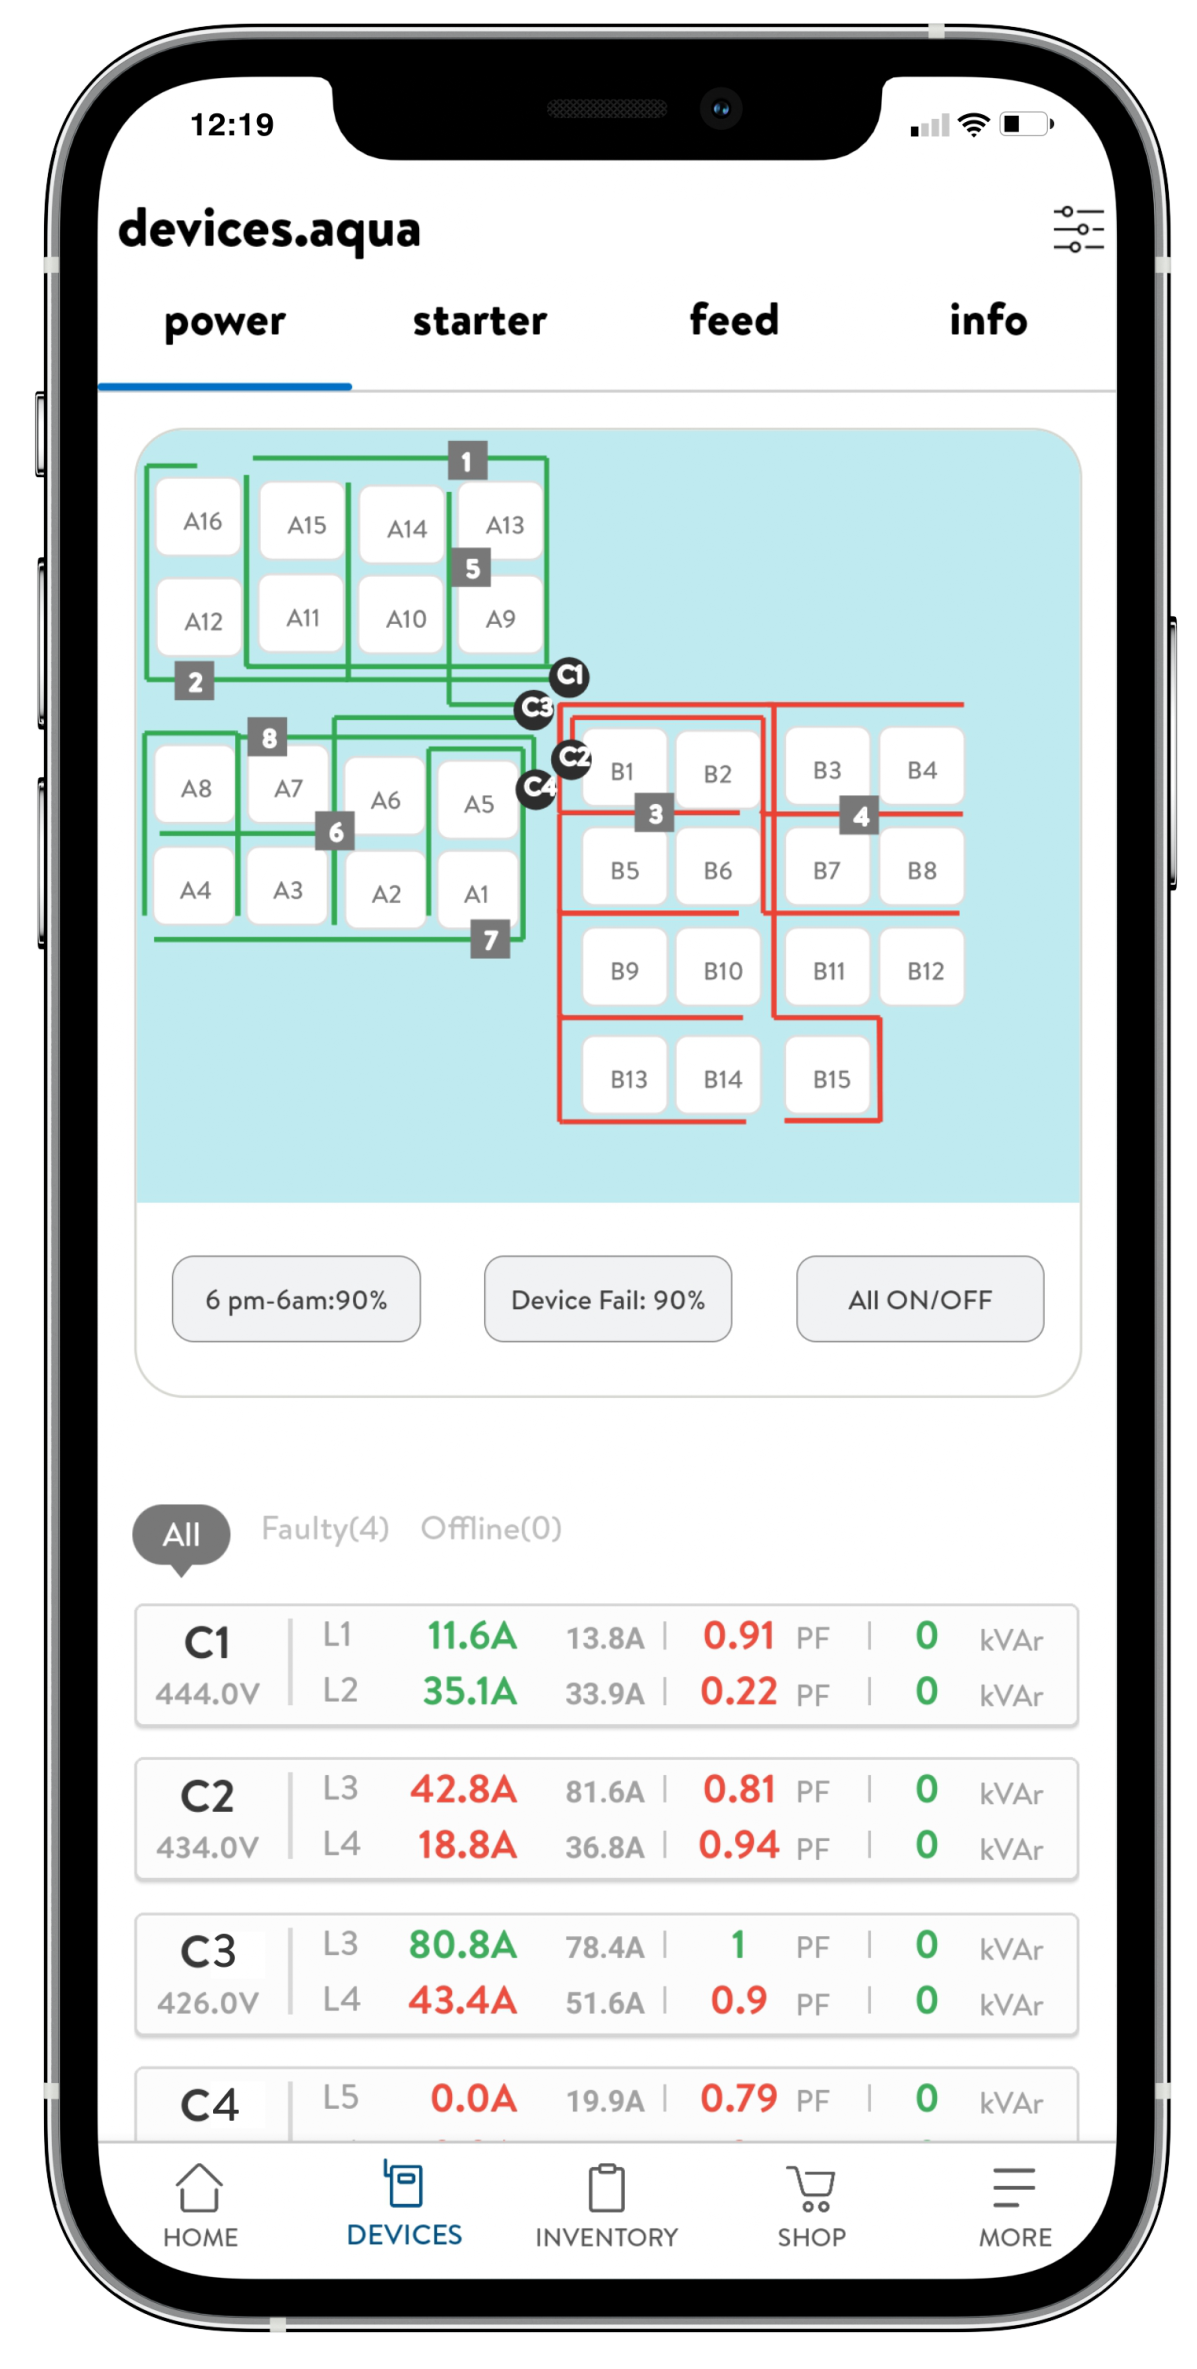 12:19
devices.aqua
power starter feed info
1
A16 A15 A14 A13
5
A12 A11 A10 A9
2
C1
C3
8
C2
C4
A8 A7 A6 A5
6
A4 A3 A2 A1
7
B1 B2 B3 B4
3 4
B5 B6 B7 B8
B9 B10 B11 B12
B13 B14 B15
6 pm-6am:90% Device Fail: 90% All ON/OFF
All Faulty(4) Offline(0)
C1 L1 11.6A 13.8A | 0.91 PF | 0 kVAr
444.0V L2 35.1A 33.9A | 0.22 PF | 0 kVAr
C2 L3 42.8A 81.6A | 0.81 PF | 0 kVAr
434.0V L4 18.8A 36.8A | 0.94 PF | 0 kVAr
C3 L3 80.8A 78.4A | 1 PF | 0 kVAr
426.0V L4 43.4A 51.6A | 0.9 PF | 0 kVAr
C4 L5 0.0A 19.9A | 0.79 PF | 0 kVAr
HOME DEVICES INVENTORY SHOP MORE